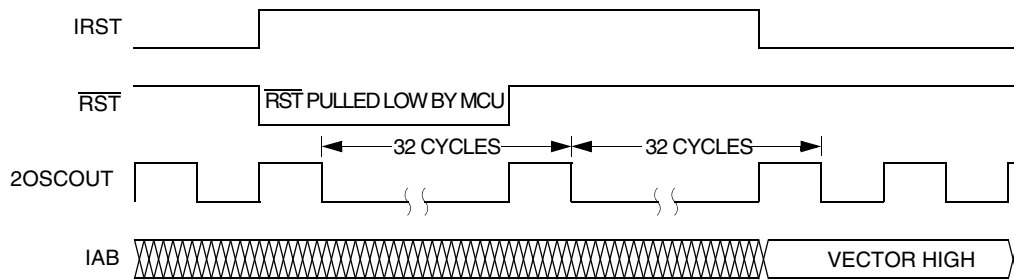 IRST
RST
RST PULLED LOW BY MCU
32 CYCLES
32 CYCLES
2OSCOUT
IAB
VECTOR HIGH